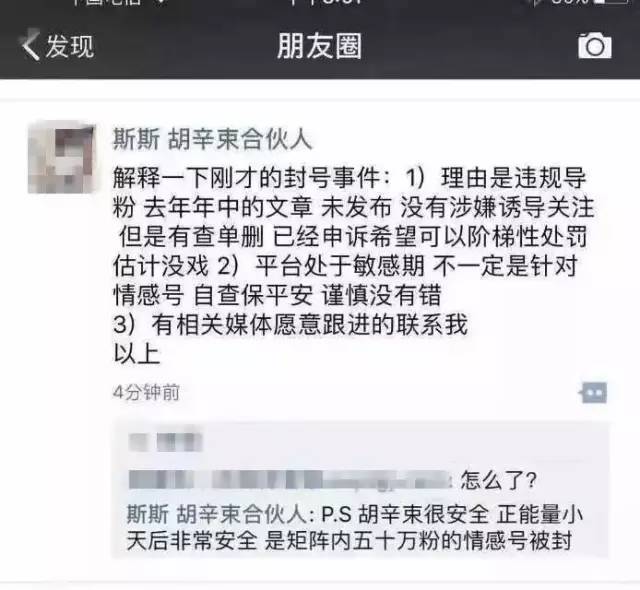 发现
朋友圈
斯斯 胡辛束合伙人
解释一下刚才的封号事件：1）理由是违规导
粉 去年年中的文章 未发布 没有涉嫌诱导关注
但是有查单删 已经申诉希望可以阶梯性处罚
估计没戏 2）平台处于敏感期 不一定是针对
情感号 自查保平安 谨慎没有错
3）有相关媒体愿意跟进的联系我
以上
4分钟前
怎么了？
斯斯 胡辛束合伙人: P.S 胡辛束很安全 正能量小
天后非常安全 是矩阵内五十万粉的情感号被封